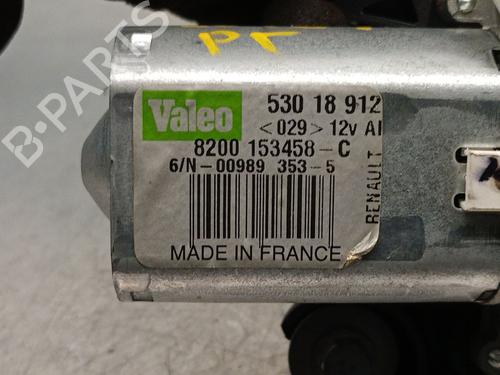 Valeo
530 18 912
<029> 12v AI
8200 153458-C
6/N-00989 353-5
RENAULT
MADE IN FRANCE
B-PARTS